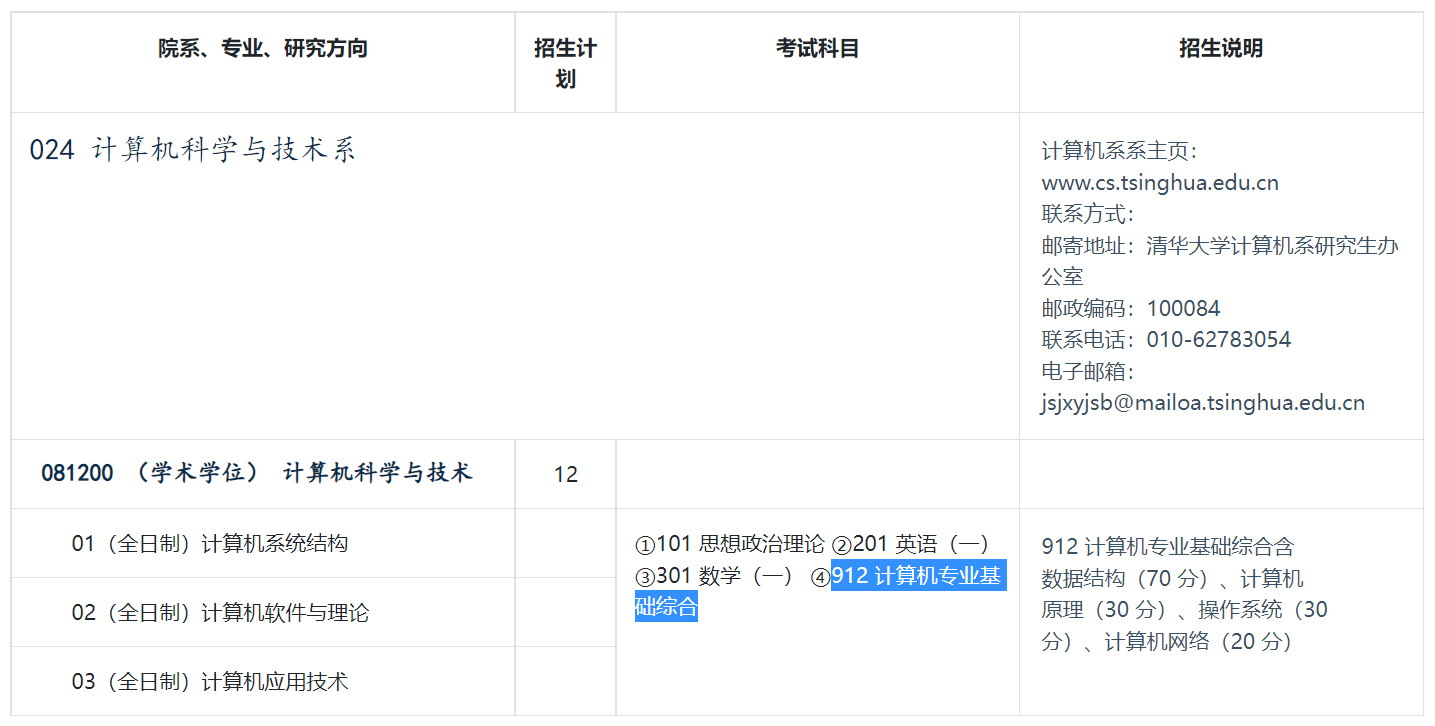 院系、专业、研究方向
招生计
划
考试科目
招生说明
024 计算机科学与技术系
计算机系系主页：
www.cs.tsinghua.edu.cn
联系方式：
邮寄地址：清华大学计算机系研究生办
公室
邮政编码：100084
联系电话：010-62783054
电子邮箱：
jsjxyjsb@mailoa.tsinghua.edu.cn
081200 （学术学位） 计算机科学与技术
12
01（全日制）计算机系统结构
02（全日制）计算机软件与理论
03（全日制）计算机应用技术
①101 思想政治理论 ②201 英语（一）
③301 数学（一） ④912 计算机专业基
础综合
912 计算机专业基础综合含
数据结构（70 分）、计算机
原理（30 分）、操作系统（30
分）、计算机网络（20 分）